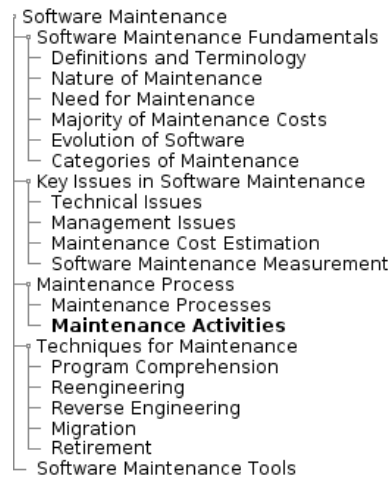 Software Maintenance
Software Maintenance Fundamentals
Definitions and Terminology
Nature of Maintenance
Need for Maintenance
Majority of Maintenance Costs
Evolution of Software
Categories of Maintenance
Key Issues in Software Maintenance
Technical Issues
Management Issues
Maintenance Cost Estimation
Software Maintenance Measurement
Maintenance Process
Maintenance Processes
Maintenance Activities
Techniques for Maintenance
Program Comprehension
Reengineering
Reverse Engineering
Migration
Retirement
Software Maintenance Tools